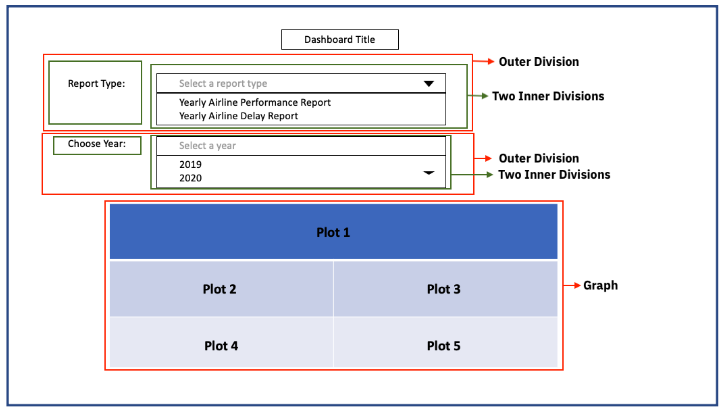 Dashboard Title
Outer Division
Report Type:
Select a report type
Two Inner Divisions
Yearly Airline Performance Report
Yearly Airline Delay Report
Choose Year:
Select a year
Outer Division
2019
Two Inner Divisions
2020
Plot 1
Plot 2
Plot 3
Graph
Plot 4
Plot 5